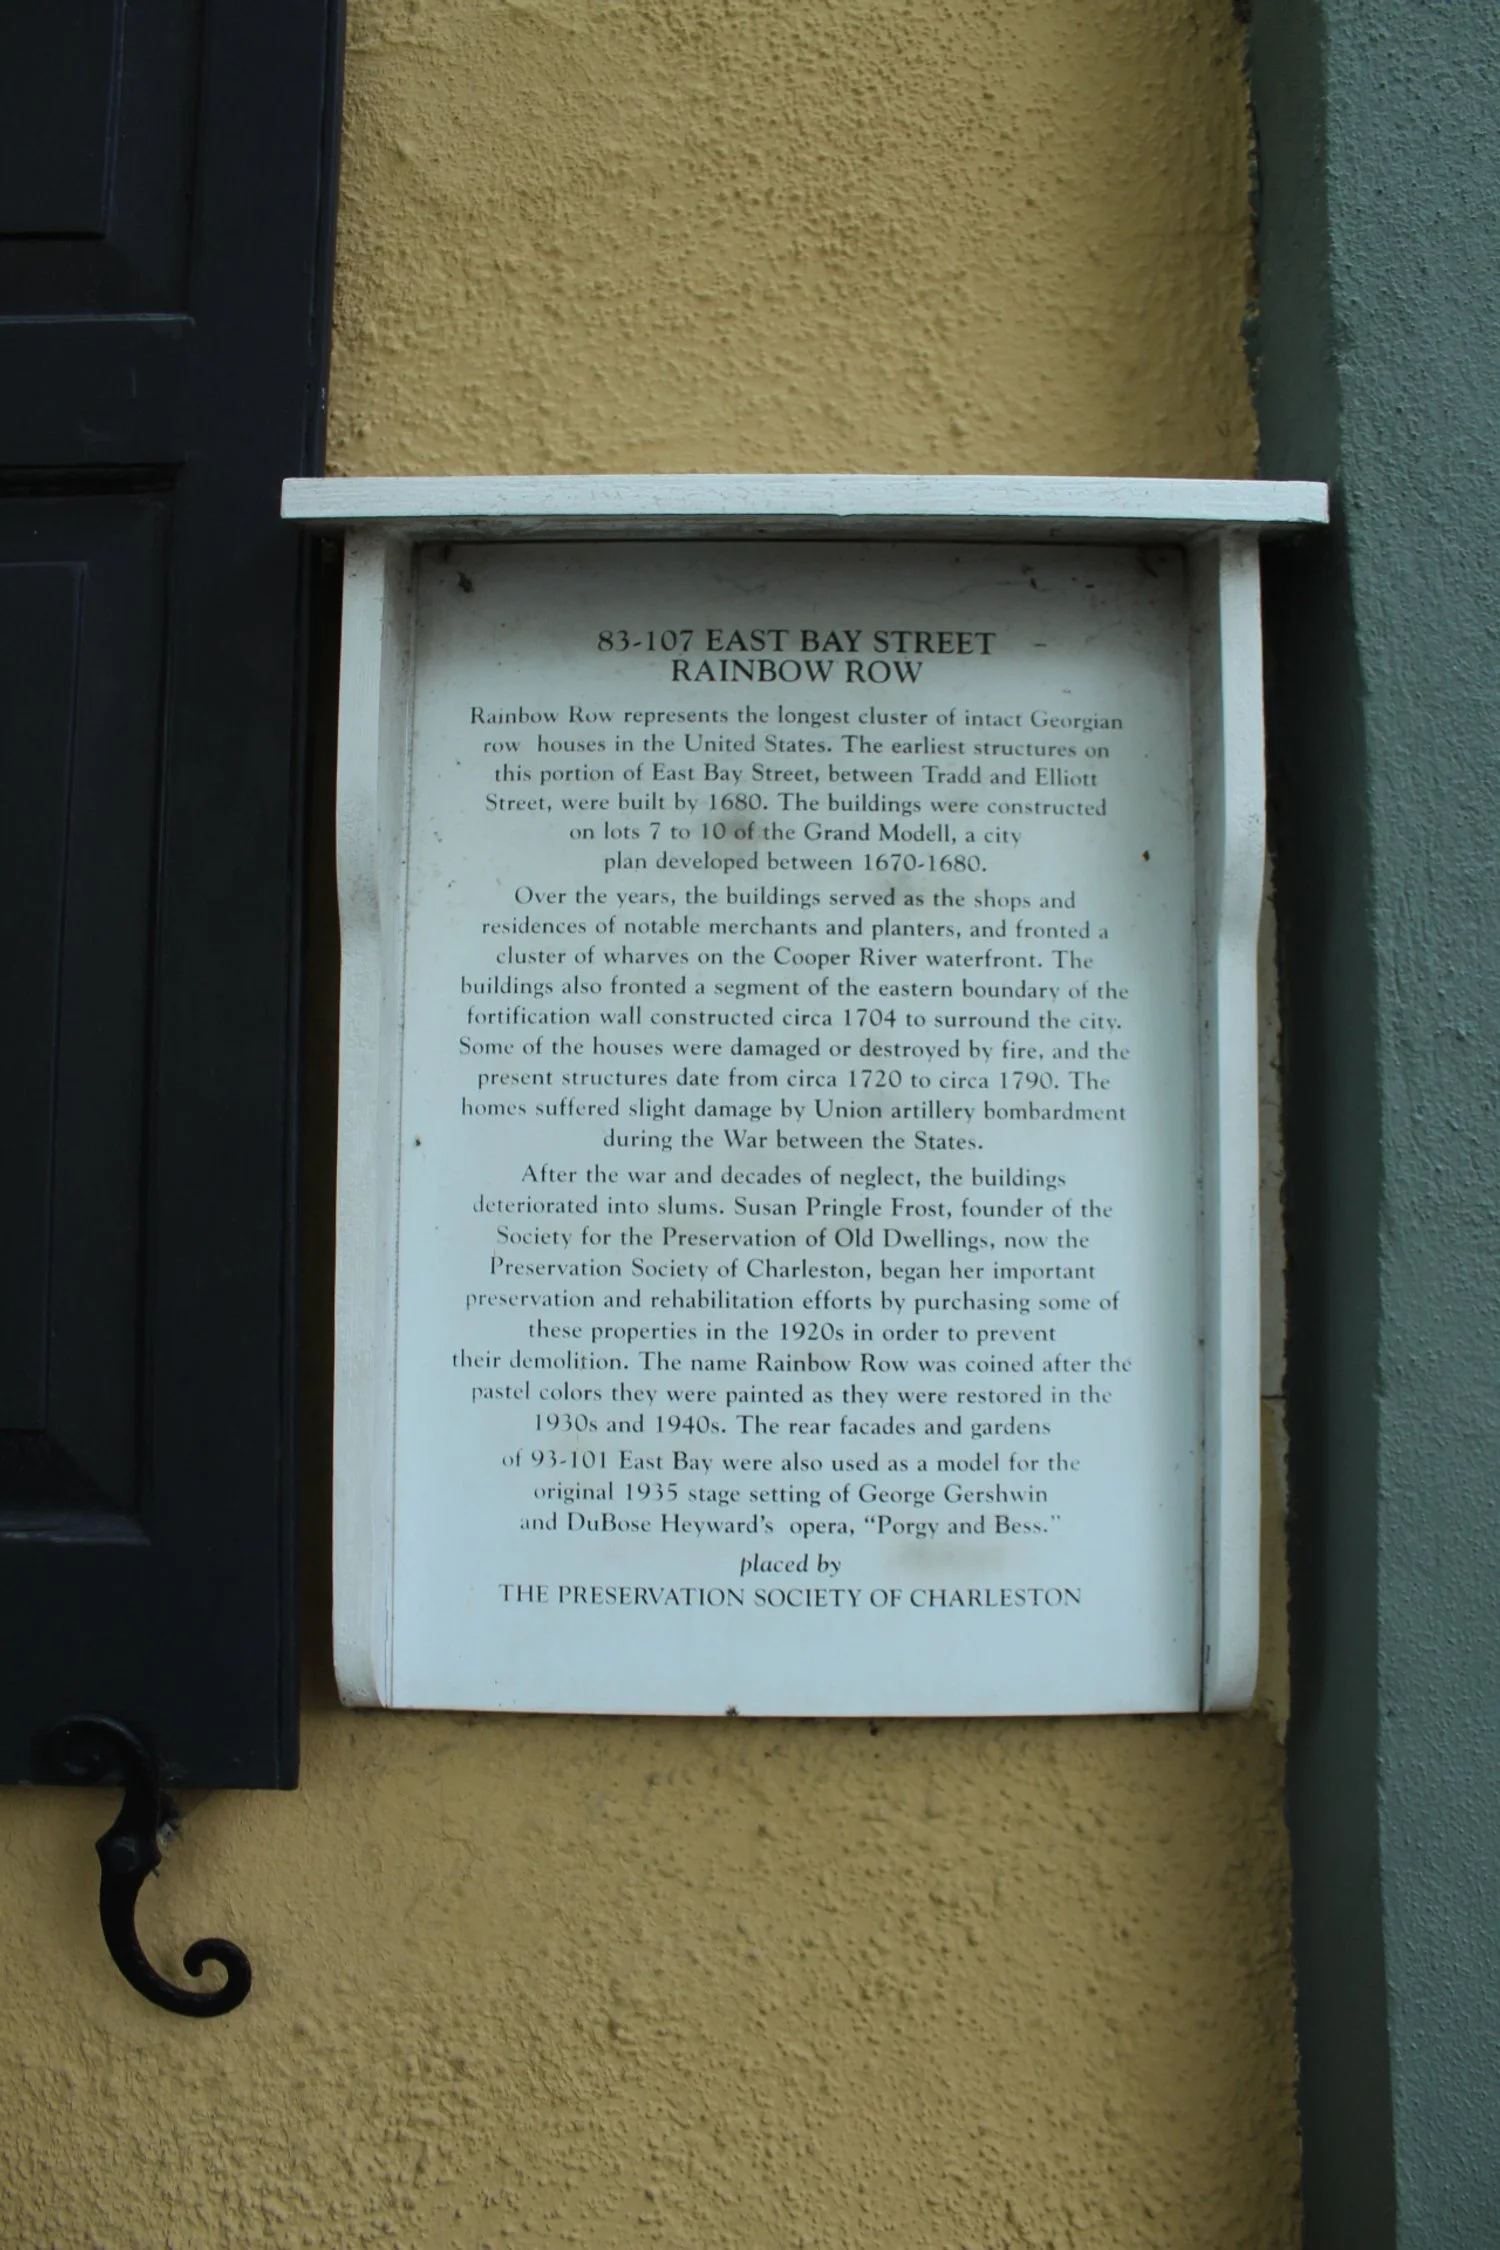 83-107 EAST BAY STREET
RAINBOW ROW
Rainbow Row represents the longest cluster of intact Georgian
row houses in the United States. The earliest structures on
this portion of East Bay Street, between Tradd and Elliott
Street, were built by 1680. The buildings were constructed
on lots 7 to 10 of the Grand Modell, a city
plan developed between 1670-1680.
Over the years, the buildings served as the shops and
residences of notable merchants and planters, and fronted a
cluster of wharves on the Cooper River waterfront. The
buildings also fronted a segment of the eastern boundary of the
fortification wall constructed circa 1704 to surround the city.
Some of the houses were damaged or destroyed by fire, and the
present structures date from circa 1720 to circa 1790. The
homes suffered slight damage by Union artillery bombardment
during the War between the States.
After the war and decades of neglect, the buildings
deteriorated into slums. Susan Pringle Frost, founder of the
Society for the Preservation of Old Dwellings, now the
Preservation Society of Charleston, began her important
preservation and rehabilitation efforts by purchasing some of
these properties in the 1920s in order to prevent
their demolition. The name Rainbow Row was coined after the
pastel colors they were painted as they were restored in the
1930s and 1940s. The rear facades and gardens
of 93-101 East Bay were also used as a model for the
original 1935 stage setting of George Gershwin
and DuBose Heyward's opera, "Porgy and Bess."
placed by
THE PRESERVATION SOCIETY OF CHARLESTON